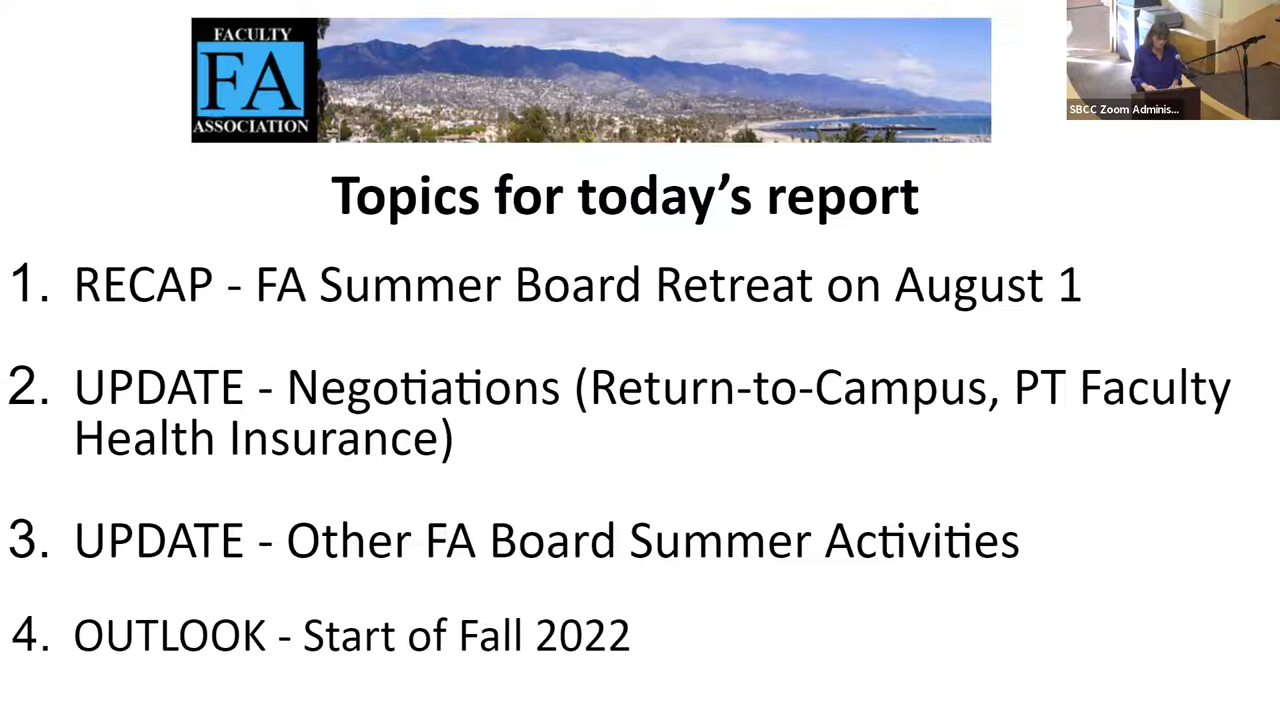 FACULTY
FA
ASSOCIATION
SBCC Zoom Adminis...
Topics for today’s report
1. RECAP - FA Summer Board Retreat on August 1
2. UPDATE - Negotiations (Return-to-Campus, PT Faculty
Health Insurance)
3. UPDATE - Other FA Board Summer Activities
4. OUTLOOK - Start of Fall 2022